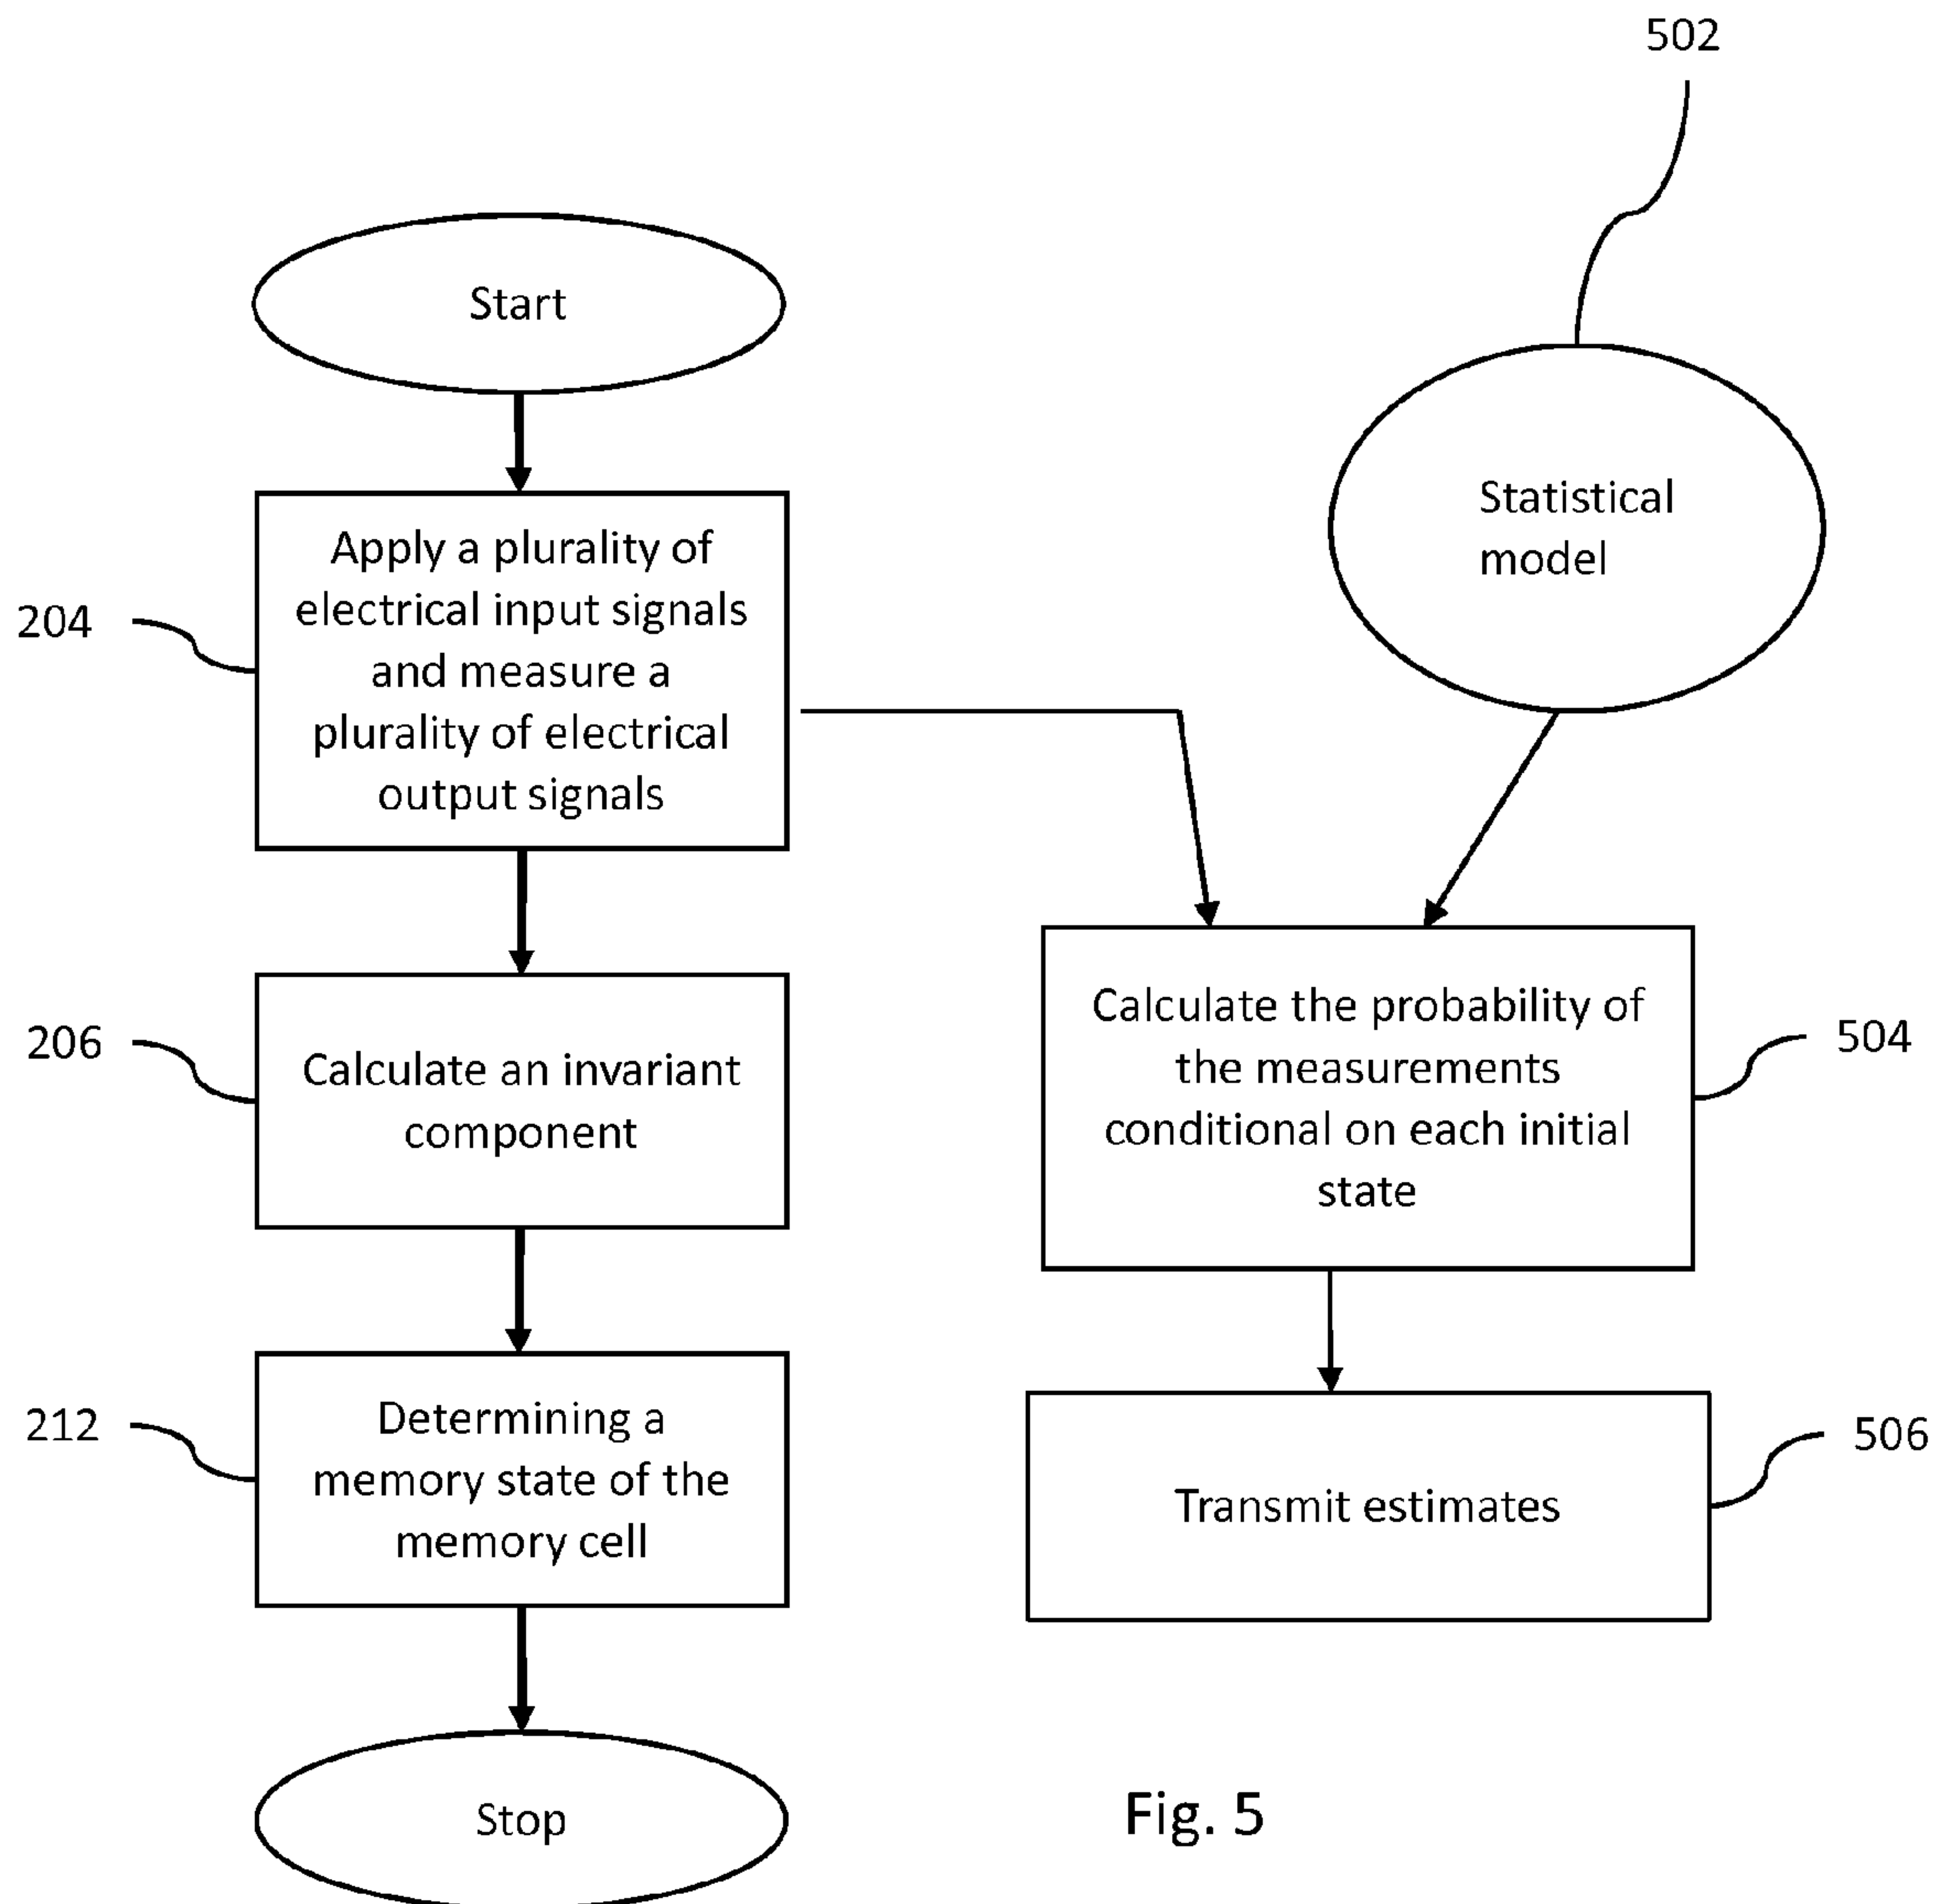 502
Start
Statistical
model
204
Apply a plurality of
electrical input signals
and measure a
plurality of electrical
output signals
206
Calculate an invariant
component
Calculate the probability of
the measurements
conditional on each initial
state
504
212
Determining a
memory state of the
memory cell
Transmit estimates
506
Stop
Fig. 5